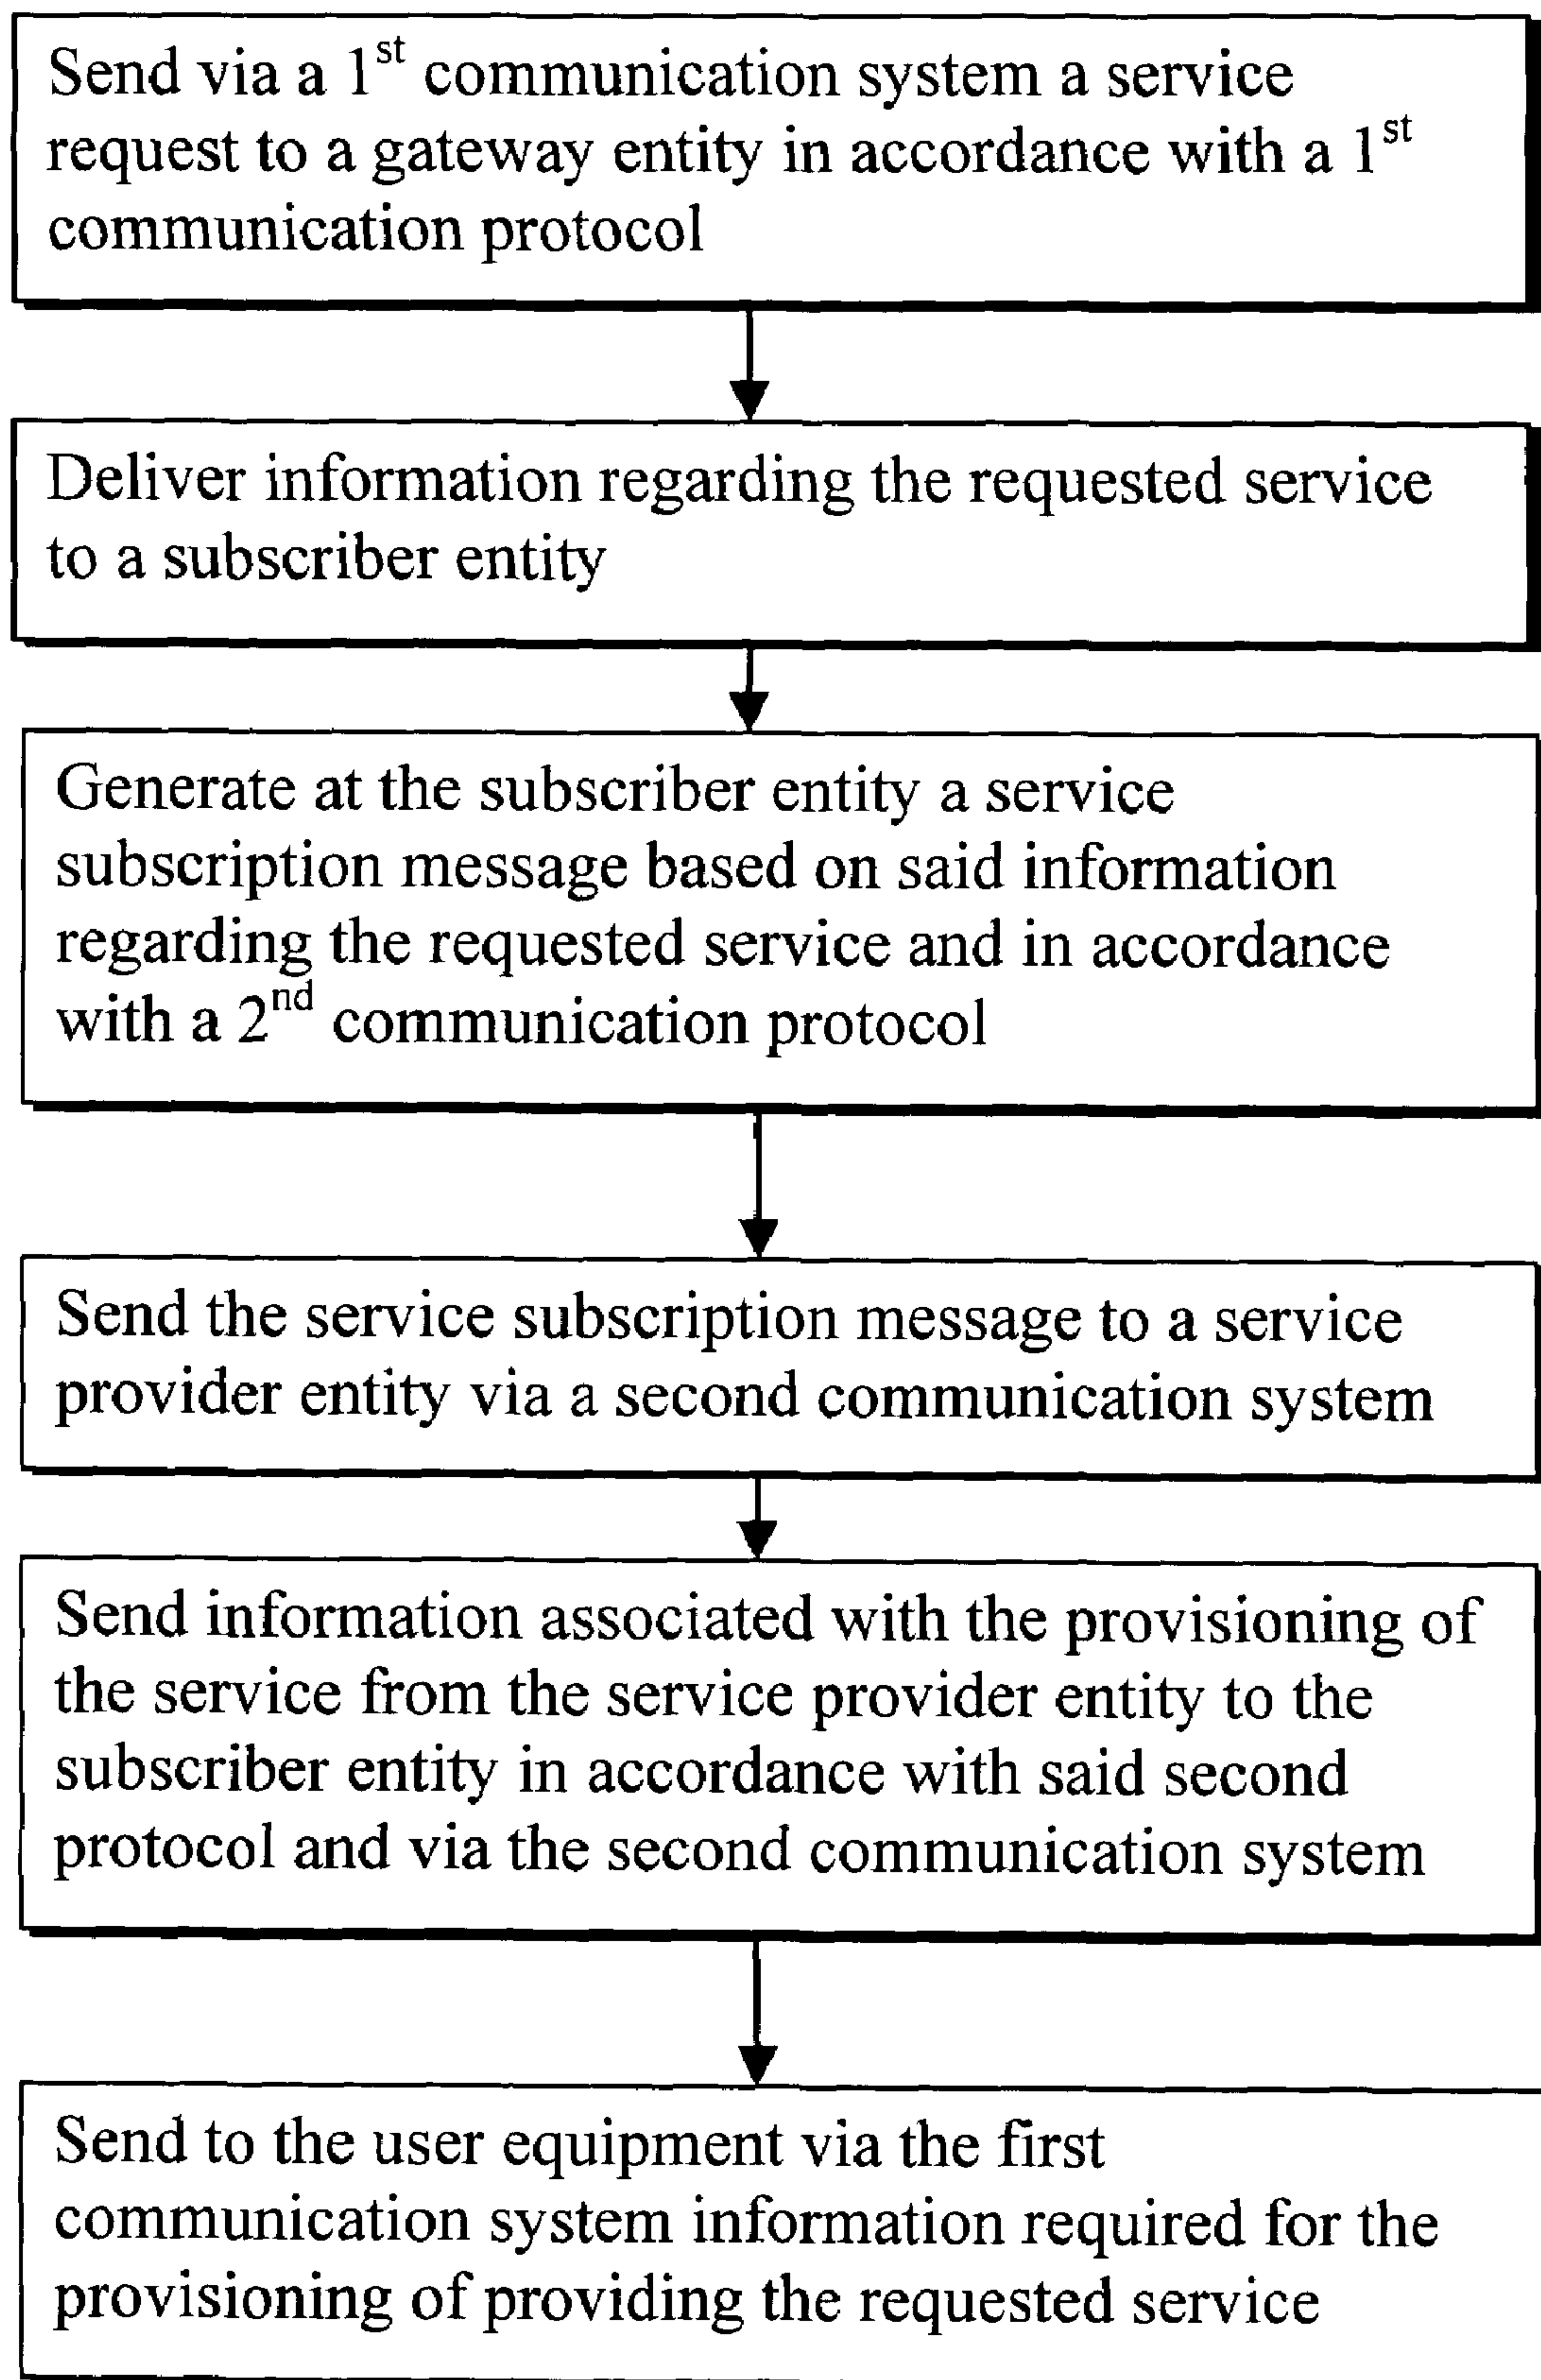 Send via a 1st communication system a service
request to a gateway entity in accordance with a 1st
communication protocol
Deliver information regarding the requested service
to a subscriber entity
Generate at the subscriber entity a service
subscription message based on said information
regarding the requested service and in accordance
with a 2nd communication protocol
Send the service subscription message to a service
provider entity via a second communication system
Send information associated with the provisioning of
the service from the service provider entity to the
subscriber entity in accordance with said second
protocol and via the second communication system
Send to the user equipment via the first
communication system information required for the
provisioning of providing the requested service